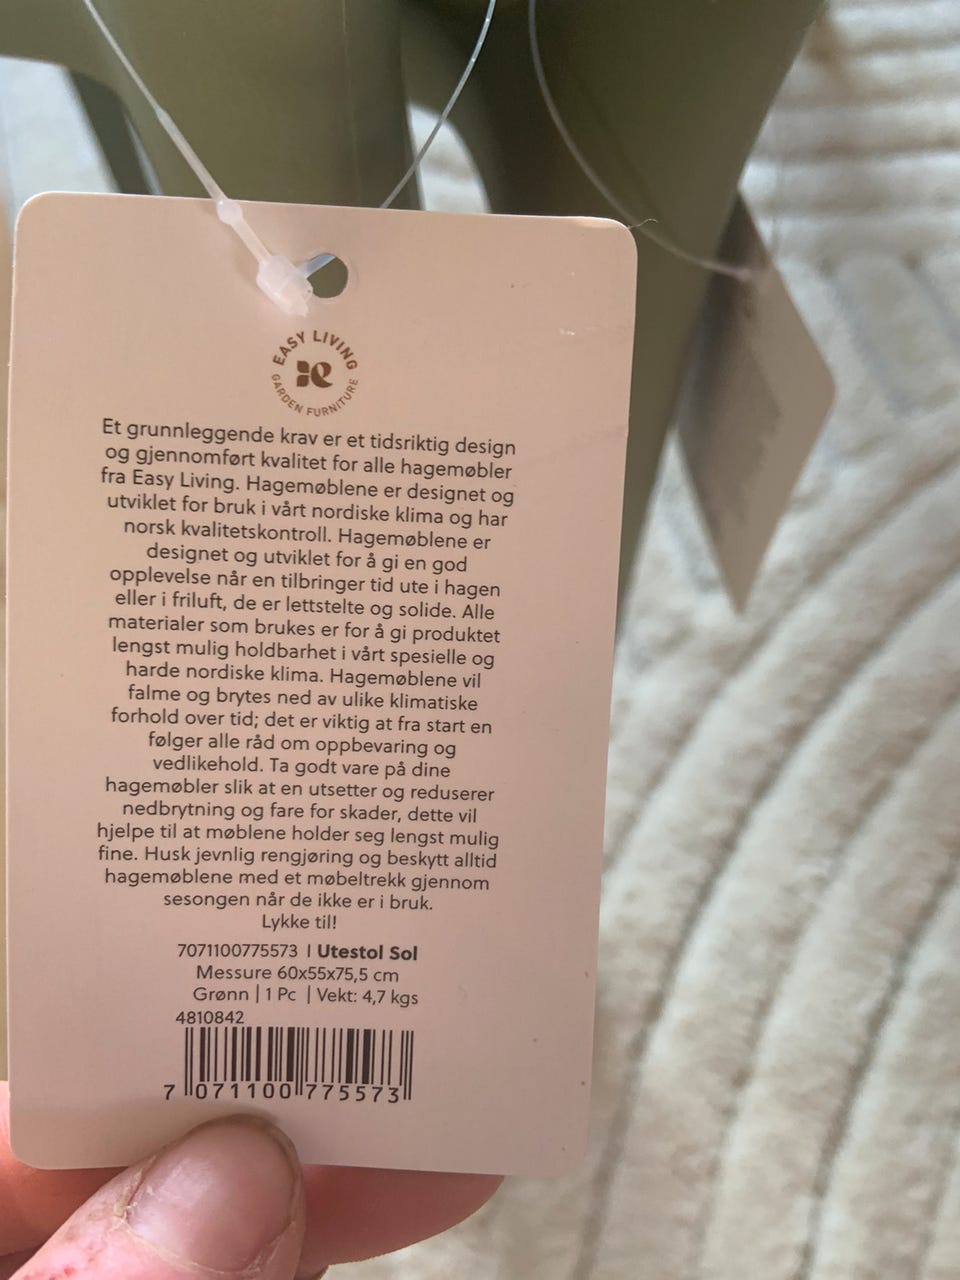 EASY LIVING
GARDEN FURNITURE
Et grunnleggende krav er et tidsriktig design
og gjennomført kvalitet for alle hagemøbler
fra Easy Living. Hagemøblene er designet og
utviklet for bruk i vårt nordiske klima og har
norsk kvalitetskontroll. Hagemøblene er
designet og utviklet for å gi en god
opplevelse når en tilbringer tid ute i hagen
eller i friluft, de er lettstelte og solide. Alle
materialer som brukes er for å gi produktet
lengst mulig holdbarhet i vårt spesielle og
harde nordiske klima. Hagemøblene vil
falme og brytes ned av ulike klimatiske
forhold over tid; det er viktig at fra start en
følger alle råd om oppbevaring og
vedlikehold. Ta godt vare på dine
hagemøbler slik at en utsetter og reduserer
nedbrytning og fare for skader, dette vil
hjelpe til at møblene holder seg lengst mulig
fine. Husk jevnlig rengjøring og beskytt alltid
hagemøblene med et møbeltrekk gjennom
sesongen når de ikke er i bruk.
Lykke til!
7071100775573 | Utestol Sol
Messure 60x55x75,5 cm
Grønn | 1 Pc | Vekt: 4,7 kgs
4810842
7 071100 775573